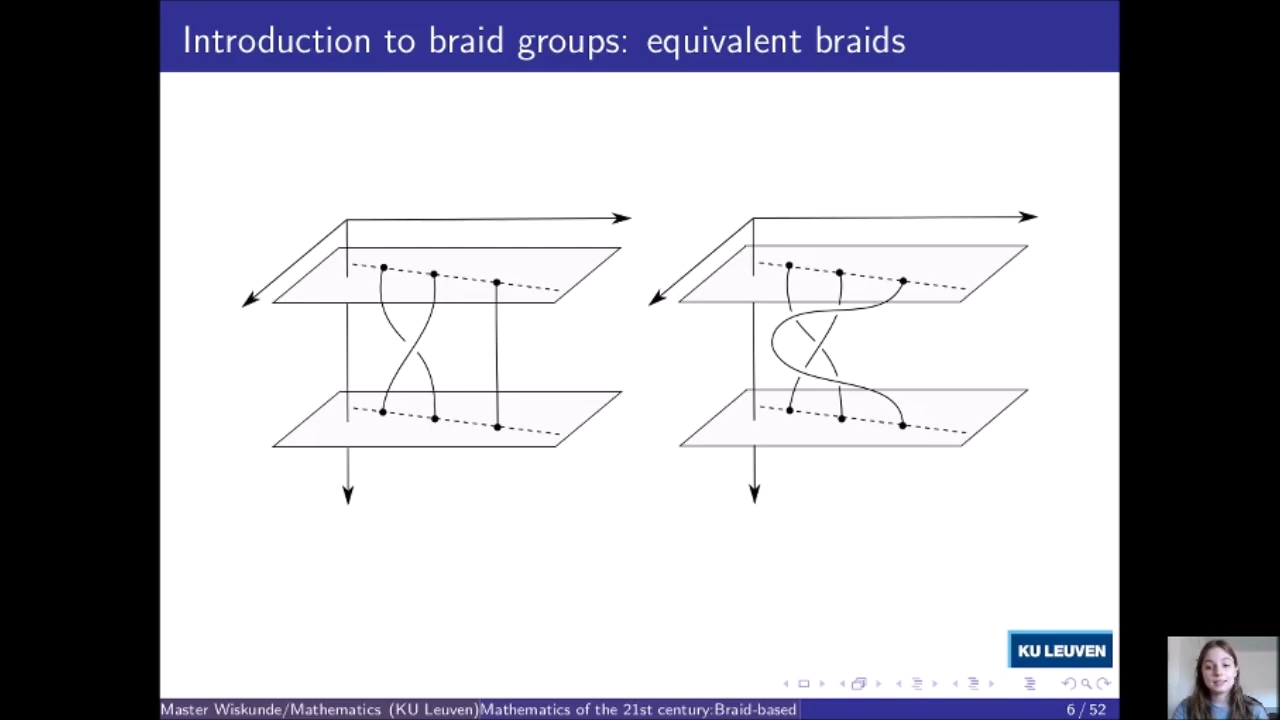 Introduction to braid groups: equivalent braids
KU LEUVEN
Master Wiskunde/Mathematics (KU Leuven)Mathematics of the 21st century:Braid-based
6 / 52